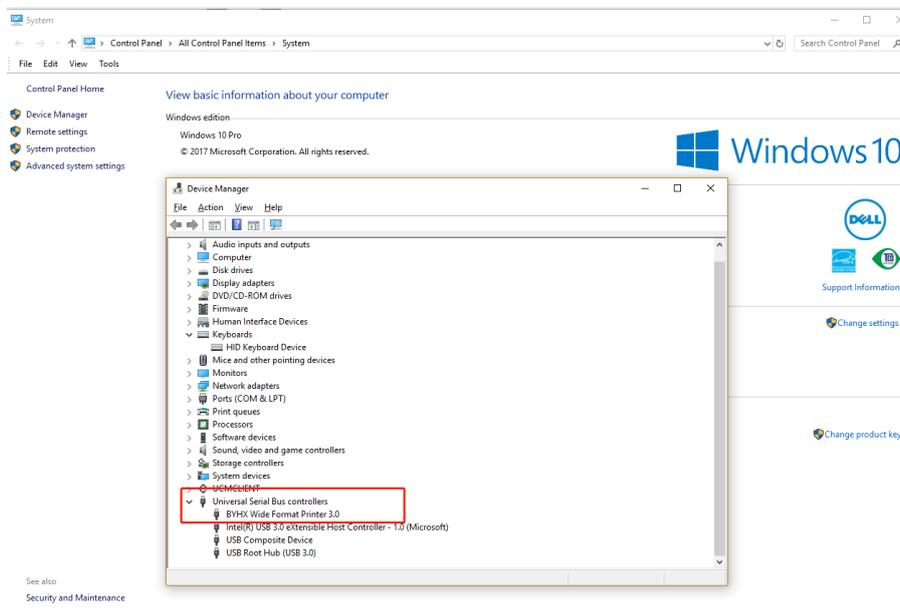 System
Control Panel > All Control Panel Items > System
Search Control Panel
File Edit View Tools
Control Panel Home
Device Manager
Remote settings
System protection
Advanced system settings
View basic information about your computer
Windows edition
Windows 10 Pro
© 2017 Microsoft Corporation. All rights reserved.
Windows 10
DELL
Support Information
Change settings
Change product key
Device Manager
File Action View Help
Audio inputs and outputs
Computer
Disk drives
Display adapters
DVD/CD-ROM drives
Firmware
Human Interface Devices
Keyboards
HID Keyboard Device
Mice and other pointing devices
Monitors
Network adapters
Ports (COM & LPT)
Print queues
Processors
Software devices
Sound, video and game controllers
Storage controllers
System devices
UCMCLIENT
Universal Serial Bus controllers
BYHX Wide Format Printer 3.0
Intel(R) USB 3.0 eXtensible Host Controller - 1.0 (Microsoft)
USB Composite Device
USB Root Hub (USB 3.0)
See also
Security and Maintenance